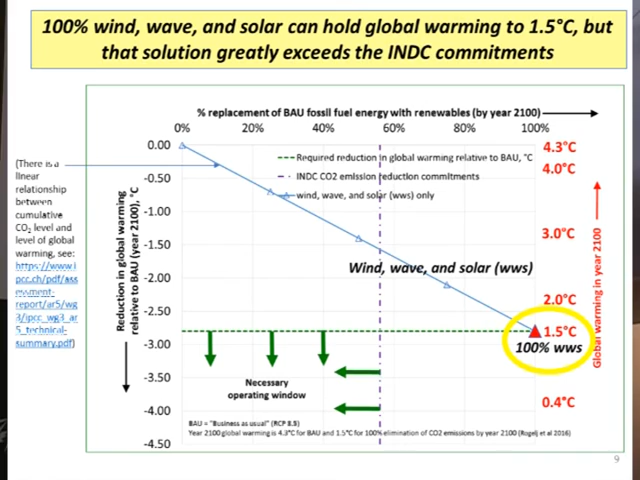 100% wind, wave, and solar can hold global warming to 1.5°C, but
that solution greatly exceeds the INDC commitments
% replacement of BAU fossil fuel energy with renewables (by year 2100)
0% 20% 40% 60% 80% 100%
(There is a
linear
relationship
between
cumulative
CO2 level and
level of global
warming, see:
https://www.i
pcc.ch/pdf/ass
essment-
report/ar5/wg
3/ipcc_wg3_ar
5_technical-
summary.pdf)
Reduction in global warming
relative to BAU (year 2100), °C
0.00
-0.50
-1.00
-1.50
-2.00
-2.50
-3.00
-3.50
-4.00
-4.50
Required reduction in global warming relative to BAU, °C
INDC CO2 emission reduction commitments
wind, wave, and solar (wws) only
Wind, wave, and solar (wws)
4.3°C
4.0°C
3.0°C
2.0°C
1.5°C
0.4°C
Global warming in year 2100
100% wws
Necessary
operating window
BAU = "Business as usual" (RCP 8.5)
Year 2100 global warming is 4.3°C for BAU and 1.5°C for 100% elimination of CO2 emissions by year 2100 (Rogelj et al 2016)
9